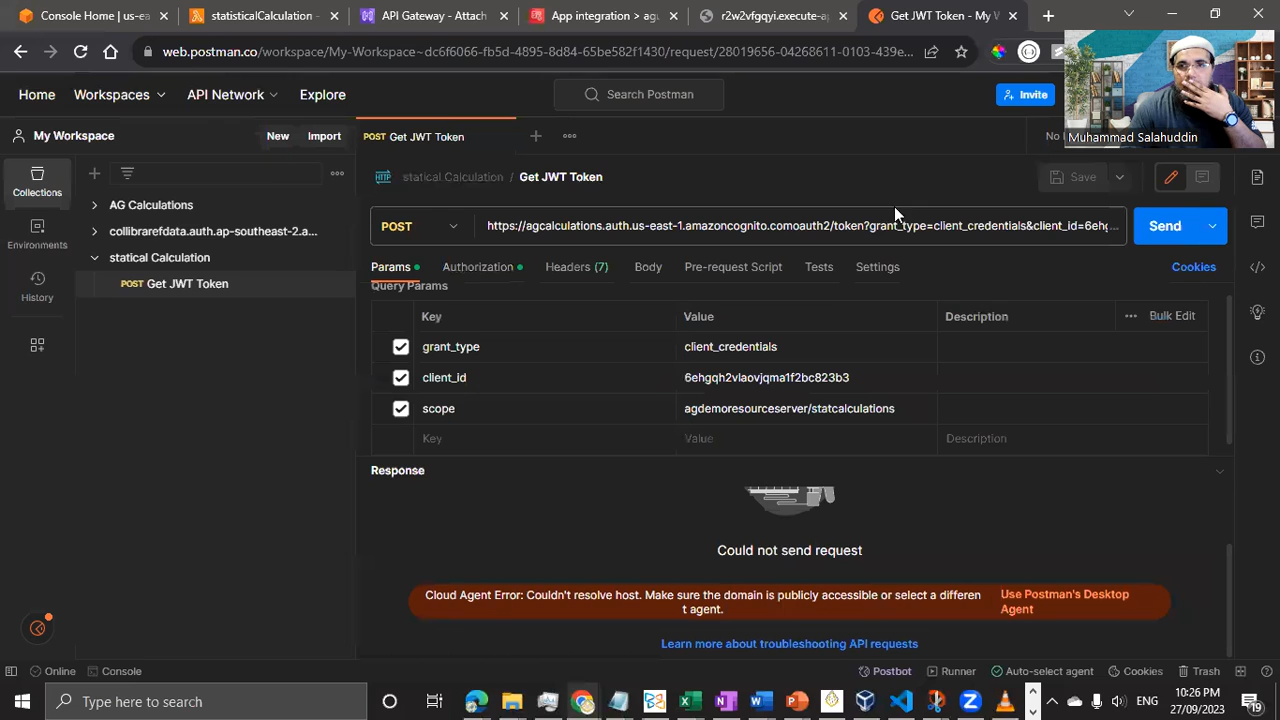 Console Home | us-ea
statisticalCalculation -
API Gateway - Attach
App integration > agu
r2w2vfgqyi.execute-a
Get JWT Token - My W
web.postman.co/workspace/My-Workspace~dc6f6f66-fb5d-4895-ed84-65be582f1430/request/28019656-04268611-0103-439e...
Home
Workspaces
API Network
Explore
Search Postman
Invite
My Workspace
New
Import
POST Get JWT Token
No
Muhammad Salahuddin
Collections
Environments
History
AG Calculations
collibrarefdata.auth.ap-southeast-2.a...
statical Calculation
POST Get JWT Token
HTTP
statical Calculation / Get JWT Token
Save
POST
https://agcalculations.auth.us-east-1.amazoncognito.comoauth2/token?grant_type=client_credentials&client_id=6ehg...
Send
Params
Authorization
Headers (7)
Body
Pre-request Script
Tests
Settings
Cookies
Query Params
Key
Value
Description
Bulk Edit
grant_type
client_credentials
client_id
6ehgqh2vlaovjqma1f2bc823b3
scope
agdemoresourceserver/statcalculations
Key
Value
Description
Response
Could not send request
Cloud Agent Error: Couldn't resolve host. Make sure the domain is publicly accessible or select a differen
t agent.
Use Postman's Desktop
Agent
Learn more about troubleshooting API requests
Online
Console
Postbot
Runner
Auto-select agent
Cookies
Trash
Type here to search
ENG
10:26 PM
27/09/2023
19